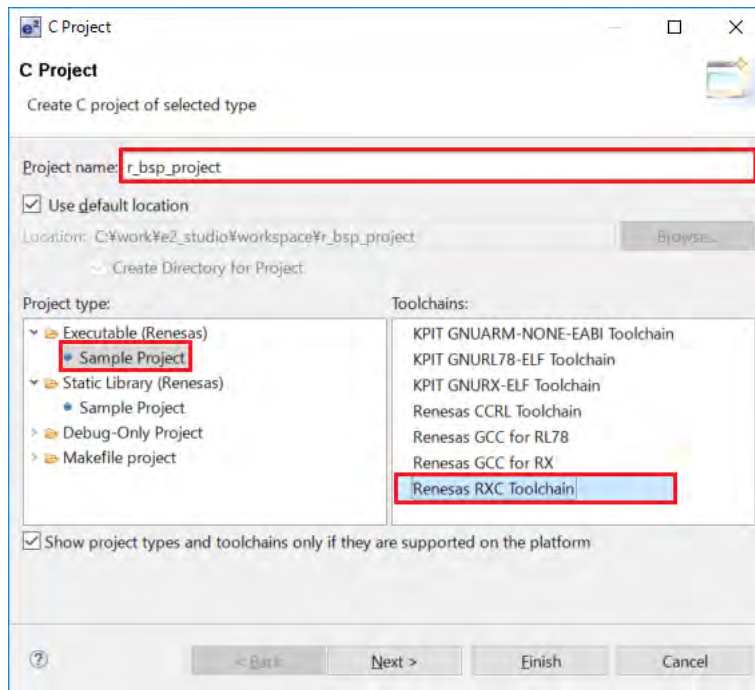 e² C Project
C Project
Create C project of selected type
Project name: r_bsp_project
Use default location
Location: C:¥work¥e2_studio¥workspace¥r_bsp_project Browse...
Create Directory for Project
Project type:
Executable (Renesas)
Sample Project
Static Library (Renesas)
Sample Project
Debug-Only Project
Makefile project
Toolchains:
KPIT GNUARM-NONE-EABI Toolchain
KPIT GNURL78-ELF Toolchain
KPIT GNURX-ELF Toolchain
Renesas CCRL Toolchain
Renesas GCC for RL78
Renesas GCC for RX
Renesas RXC Toolchain
Show project types and toolchains only if they are supported on the platform
? < Back Next > Finish Cancel